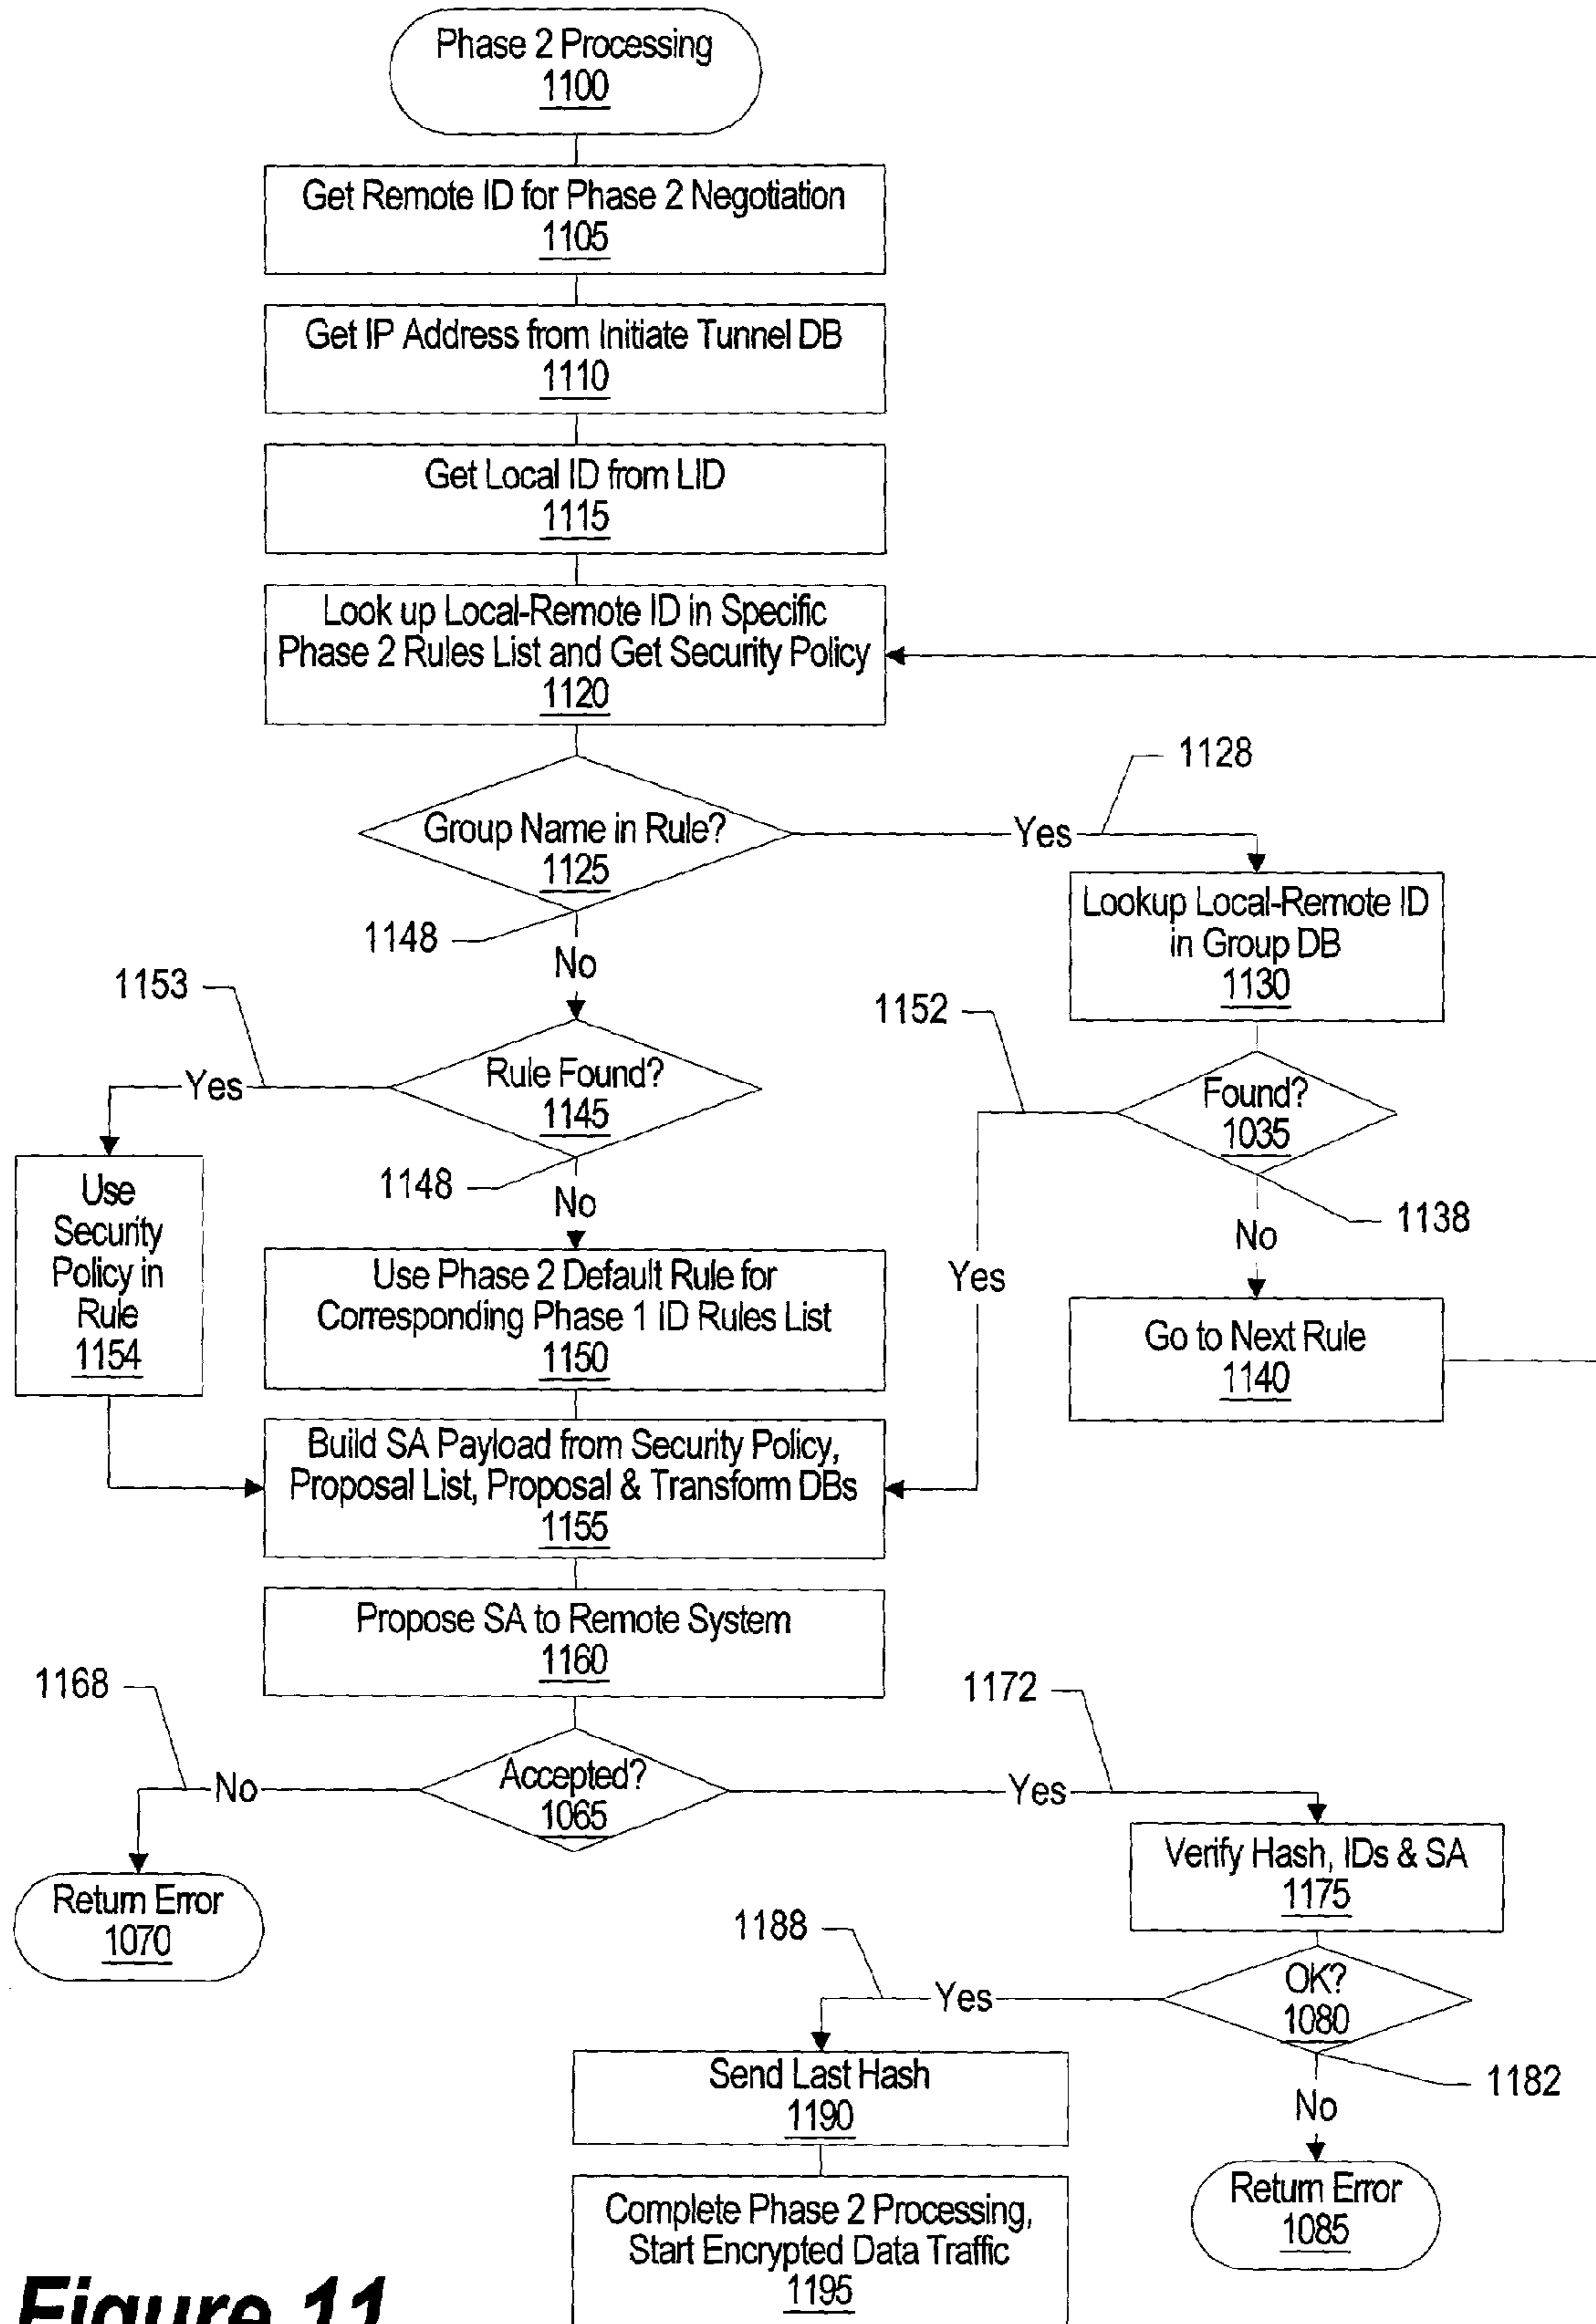 Phase 2 Processing
1100
Get Remote ID for Phase 2 Negotiation
1105
Get IP Address from Initiate Tunnel DB
1110
Get Local ID from LID
1115
Look up Local-Remote ID in Specific
Phase 2 Rules List and Get Security Policy
1120
1128
Group Name in Rule?
1125
Yes
1148
No
Lookup Local-Remote ID
in Group DB
1130
1153
1152
Yes
Rule Found?
1145
Found?
1035
1148
No
1138
No
Use
Security
Policy in
Rule
1154
Use Phase 2 Default Rule for
Corresponding Phase 1 ID Rules List
1150
Yes
Go to Next Rule
1140
Build SA Payload from Security Policy,
Proposal List, Proposal & Transform DBs
1155
Propose SA to Remote System
1160
1168
1172
No
Accepted?
1065
Yes
Return Error
1070
Verify Hash, IDs & SA
1175
1188
Yes
OK?
1080
1182
No
Send Last Hash
1190
Return Error
1085
Complete Phase 2 Processing,
Start Encrypted Data Traffic
1195
Figure 11